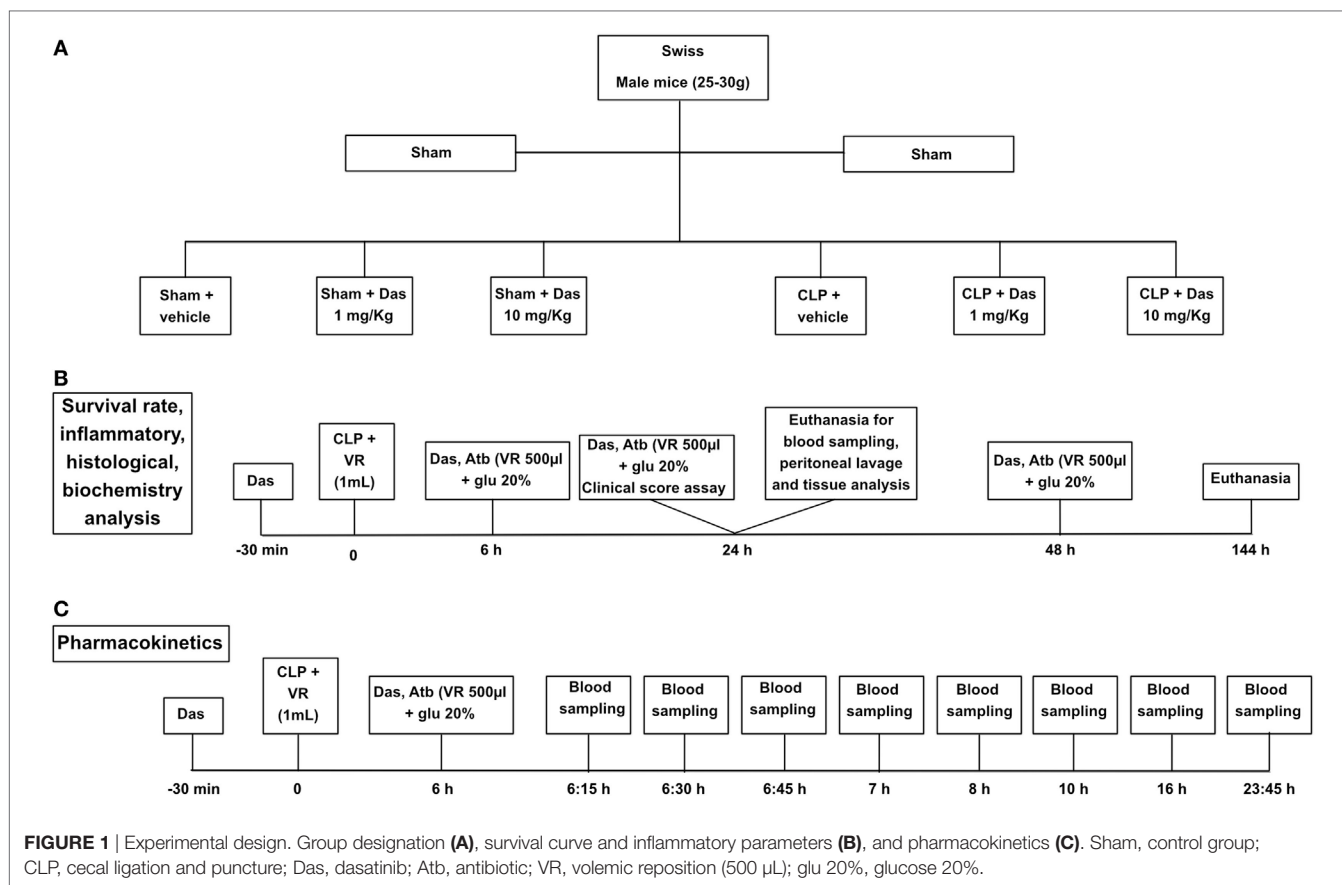 A
Swiss
Male mice (25-30g)
Sham
Sham
Sham +
vehicle
Sham + Das
1 mg/Kg
Sham + Das
10 mg/Kg
CLP +
vehicle
CLP + Das
1 mg/Kg
CLP + Das
10 mg/Kg
B
Survival rate,
inflammatory,
histological,
biochemistry
analysis
Das
CLP +
VR
(1mL)
Das, Atb (VR 500µl
+ glu 20%
Das, Atb (VR 500µl
+ glu 20%
Clinical score assay
Euthanasia for
blood sampling,
peritoneal lavage
and tissue analysis
Das, Atb (VR 500µl
+ glu 20%
Euthanasia
-30 min
0
6 h
24 h
48 h
144 h
C
Pharmacokinetics
Das
CLP +
VR
(1mL)
Das, Atb (VR 500µl
+ glu 20%
Blood
sampling
Blood
sampling
Blood
sampling
Blood
sampling
Blood
sampling
Blood
sampling
Blood
sampling
Blood
sampling
-30 min
0
6 h
6:15 h
6:30 h
6:45 h
7 h
8 h
10 h
16 h
23:45 h
FIGURE 1 | Experimental design. Group designation (A), survival curve and inflammatory parameters (B), and pharmacokinetics (C). Sham, control group;
CLP, cecal ligation and puncture; Das, dasatinib; Atb, antibiotic; VR, volemic reposition (500 µL); glu 20%, glucose 20%.